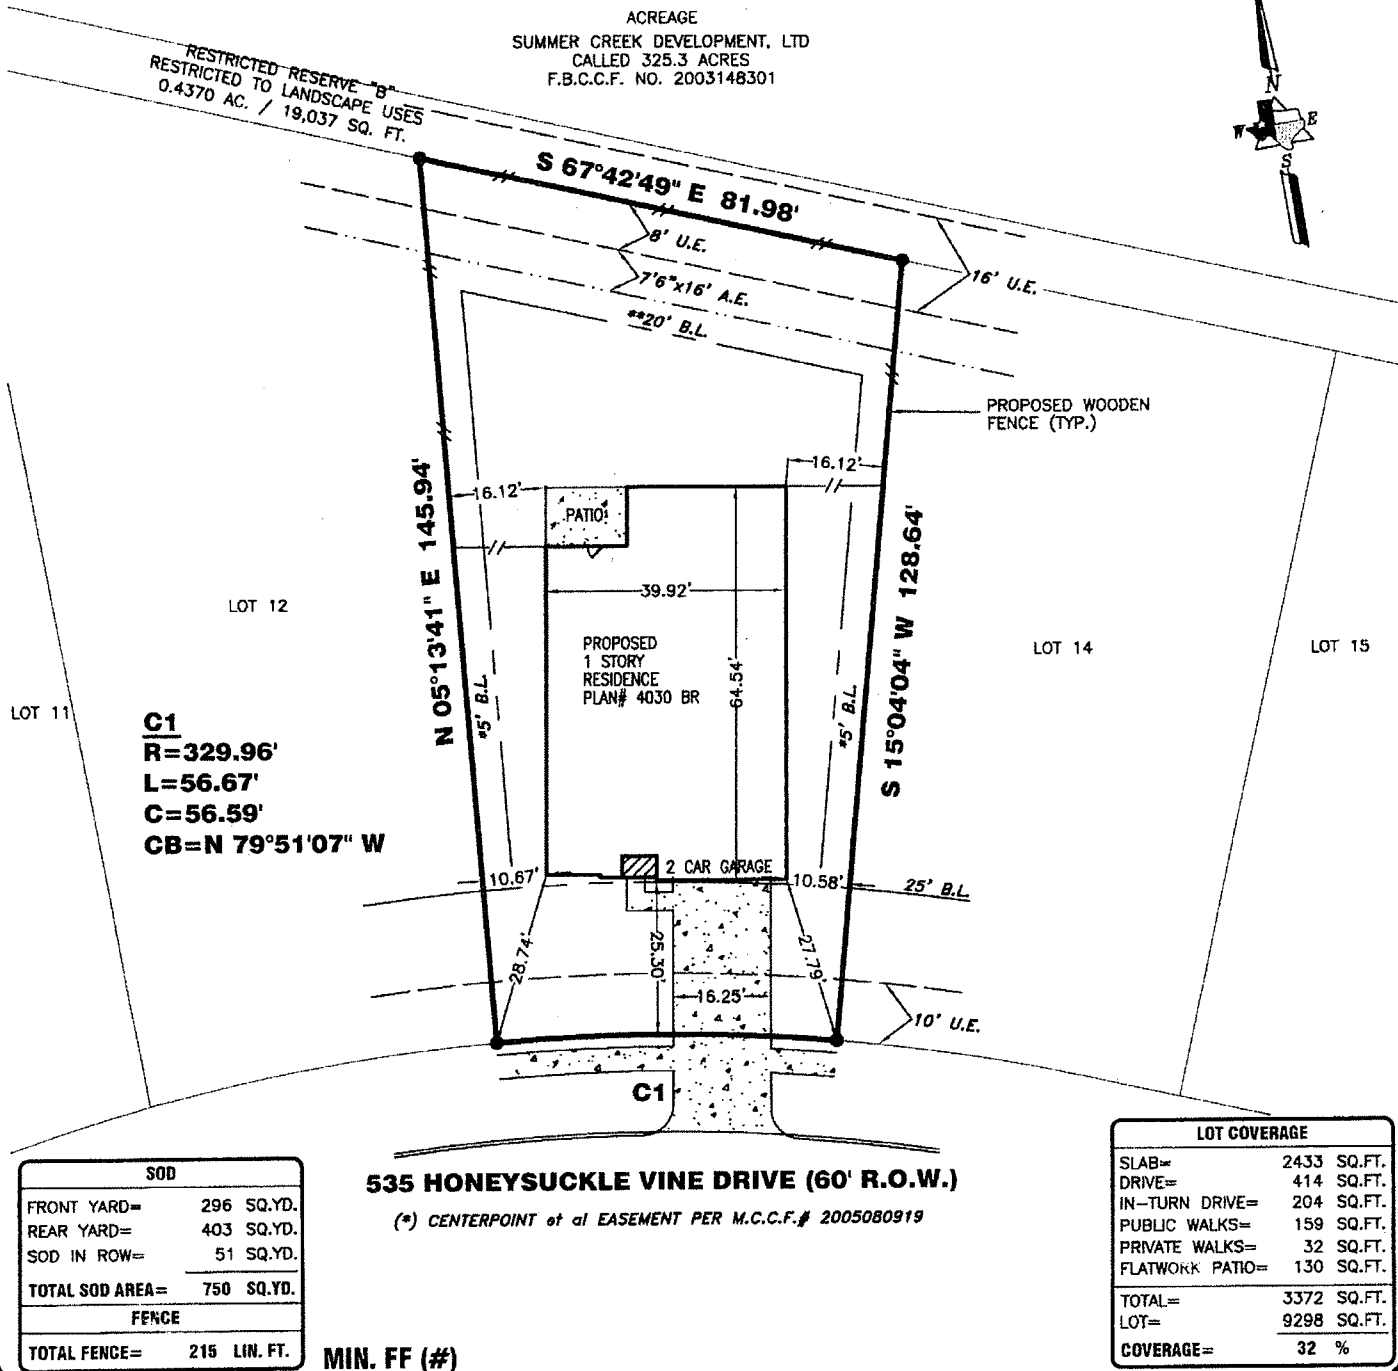 ACREAGE
SUMMER CREEK DEVELOPMENT, LTD
CALLED 325.3 ACRES
F.B.C.C.F. NO. 2003148301
RESTRICTED RESERVE "B"
RESTRICTED TO LANDSCAPE USES
0.4370 AC. / 19,037 SQ. FT.
N
W E
S
S 67°42'49" E 81.98'
8' U.E.
16' U.E.
7'6"x16' A.E.
**20' B.L.
PROPOSED WOODEN
FENCE (TYP.)
16.12'
16.12'
PATIO
N 05°13'41" E 145.94'
S 15°04'04" W 128.64'
39.92'
64.54'
LOT 12
PROPOSED
1 STORY
RESIDENCE
PLAN# 4030 BR
LOT 14
LOT 15
LOT 11
*5' B.L.
*5' B.L.
C1
R=329.96'
L=56.67'
C=56.59'
CB=N 79°51'07" W
2 CAR GARAGE
10.67'
10.58'
25' B.L.
28.74'
25.30'
27.79'
16.25'
10' U.E.
C1
535 HONEYSUCKLE VINE DRIVE (60' R.O.W.)
(*) CENTERPOINT et al EASEMENT PER M.C.C.F.# 2005080919
SOD
FRONT YARD= 296 SQ.YD.
REAR YARD= 403 SQ.YD.
SOD IN ROW= 51 SQ.YD.
TOTAL SOD AREA= 750 SQ.YD.
FENCE
TOTAL FENCE= 215 LIN. FT.
MIN. FF (#)
LOT COVERAGE
SLAB= 2433 SQ.FT.
DRIVE= 414 SQ.FT.
IN-TURN DRIVE= 204 SQ.FT.
PUBLIC WALKS= 159 SQ.FT.
PRIVATE WALKS= 32 SQ.FT.
FLATWORK PATIO= 130 SQ.FT.
TOTAL= 3372 SQ.FT.
LOT= 9298 SQ.FT.
COVERAGE= 32 %